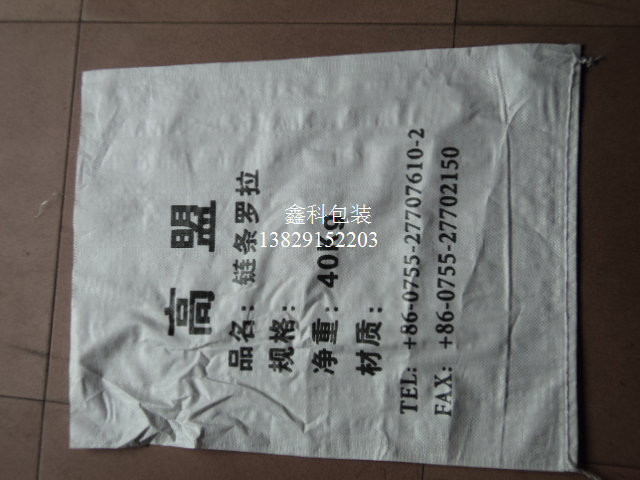 高盟
品名：链条罗拉
规格：
净重：40KG
材质：
TEL: +86-0755-27707610-2
FAX: +86-0755-27702150
鑫科包装
13829152203